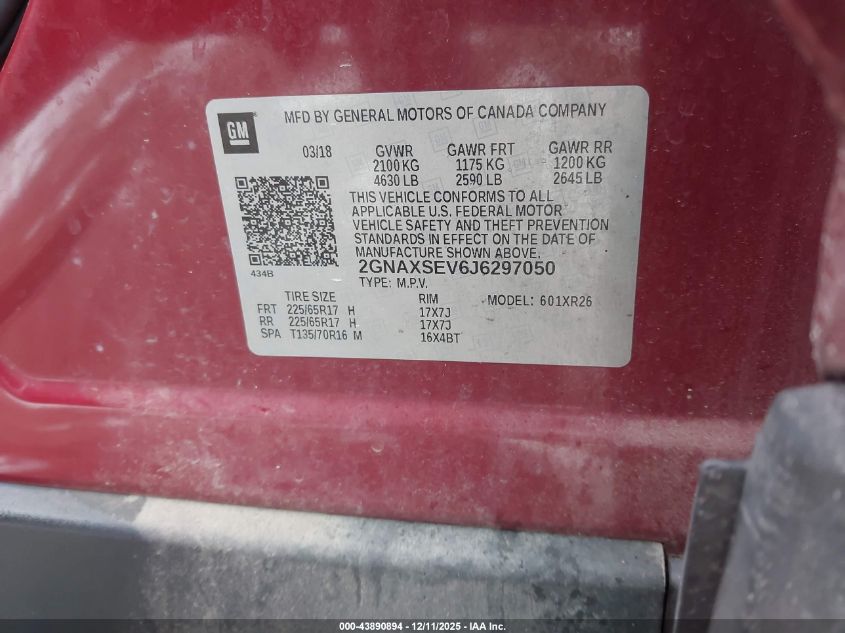 GM
MFD BY GENERAL MOTORS OF CANADA COMPANY
03/18 GVWR GAWR FRT GAWR RR
2100 KG 1175 KG 1200 KG
4630 LB 2590 LB 2645 LB
THIS VEHICLE CONFORMS TO ALL
APPLICABLE U.S. FEDERAL MOTOR
VEHICLE SAFETY AND THEFT PREVENTION
STANDARDS IN EFFECT ON THE DATE OF
MANUFACTURE SHOWN ABOVE.
434B
2GNAXSEV6J6297050
TYPE: M.P.V.
TIRE SIZE RIM MODEL: 601XR26
FRT 225/65R17 H 17X7J
RR 225/65R17 H 17X7J
SPA T135/70R16 M 16X4BT
000-43890894 - 12/11/2025 - IAA Inc.